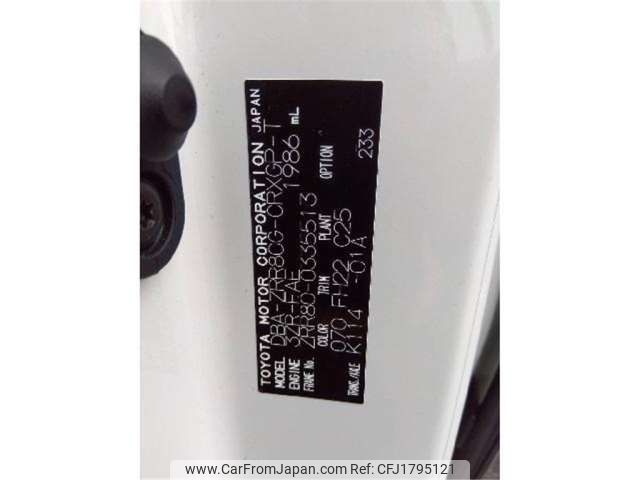 TOYOTA MOTOR CORPORATION JAPAN
MODEL DBA-ZRR80G-CRXGP-T
ENGINE 3ZR-FAE 1986 mL
FRAME No. ZRR80-0335513
COLOR TRIM PLANT OPTION
070 FH22 C25 233
TRANS./AXLE K114 -01A
www.CarFromJapan.com | Ref:CFJ1795121